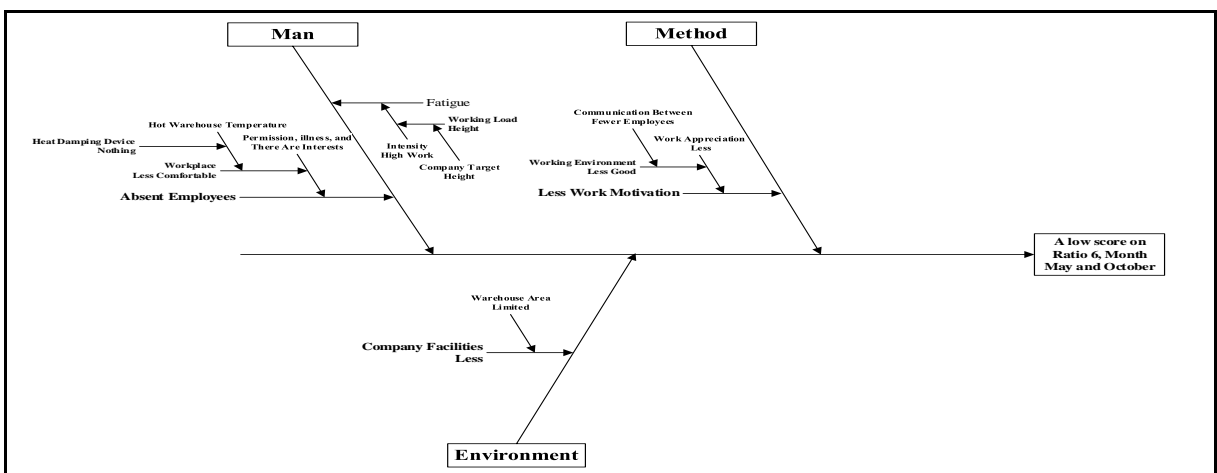 Man
Method
Fatigue
Working Load
Height
Intensity
High Work
Company Target
Height
Hot Warehouse Temperature
Permission, illness, and
There Are Interests
Heat Damping Device
Nothing
Workplace
Less Comfortable
Absent Employees
Communication Between
Fewer Employees
Work Appreciation
Less
Working Environment
Less Good
Less Work Motivation
A low score on
Ratio 6, Month
May and October
Warehouse Area
Limited
Company Facilities
Less
Environment